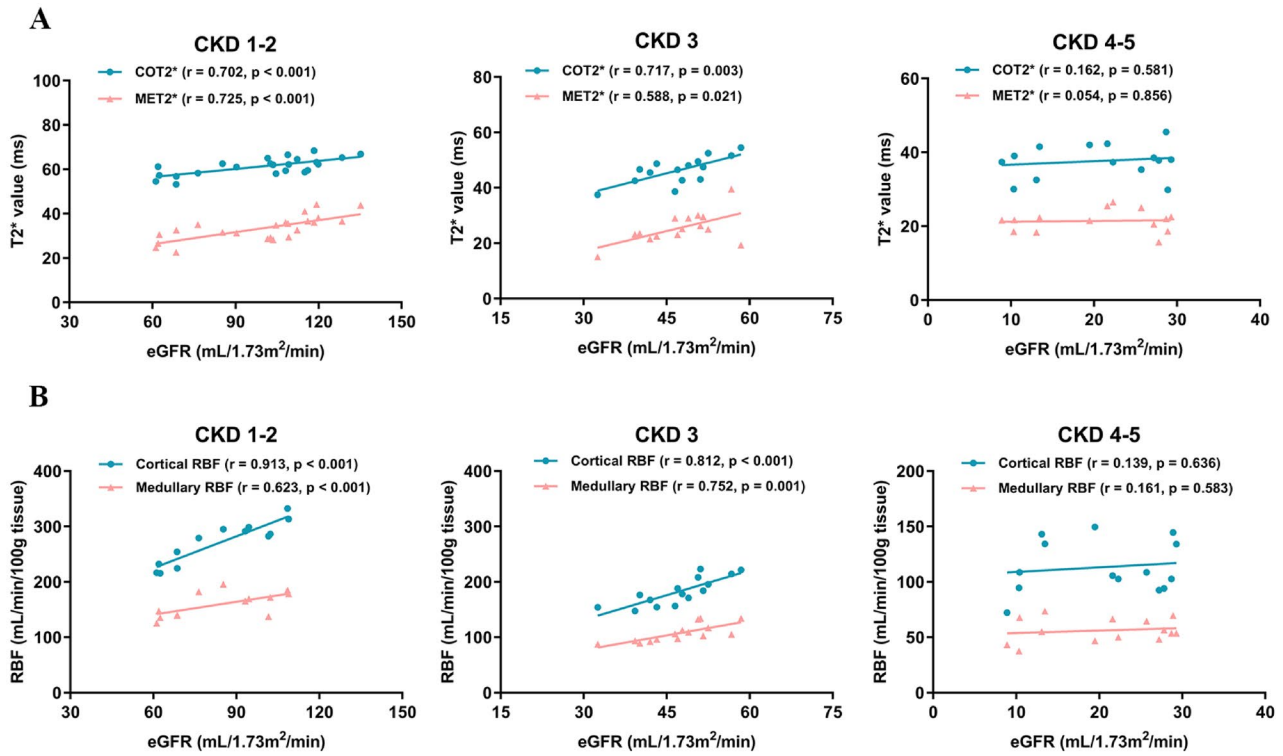 A
CKD 1-2
COT2* (r = 0.702, p < 0.001)
MET2* (r = 0.725, p < 0.001)
T2* value (ms)
100
80
60
40
20
0
30
60
90
120
150
eGFR (mL/1.73m²/min)
CKD 3
COT2* (r = 0.717, p = 0.003)
MET2* (r = 0.588, p = 0.021)
T2* value (ms)
80
60
40
20
0
15
30
45
60
75
eGFR (mL/1.73m²/min)
CKD 4-5
COT2* (r = 0.162, p = 0.581)
MET2* (r = 0.054, p = 0.856)
T2* value (ms)
60
40
20
0
0
10
20
30
40
eGFR (mL/1.73m²/min)
B
CKD 1-2
Cortical RBF (r = 0.913, p < 0.001)
Medullary RBF (r = 0.623, p < 0.001)
RBF (mL/min/100g tissue)
400
300
200
100
0
30
60
90
120
150
eGFR (mL/1.73m²/min)
CKD 3
Cortical RBF (r = 0.812, p < 0.001)
Medullary RBF (r = 0.752, p = 0.001)
RBF (mL/min/100g tissue)
400
300
200
100
0
15
30
45
60
75
eGFR (mL/1.73m²/min)
CKD 4-5
Cortical RBF (r = 0.139, p = 0.636)
Medullary RBF (r = 0.161, p = 0.583)
RBF (mL/min/100g tissue)
200
150
100
50
0
0
10
20
30
40
eGFR (mL/1.73m²/min)